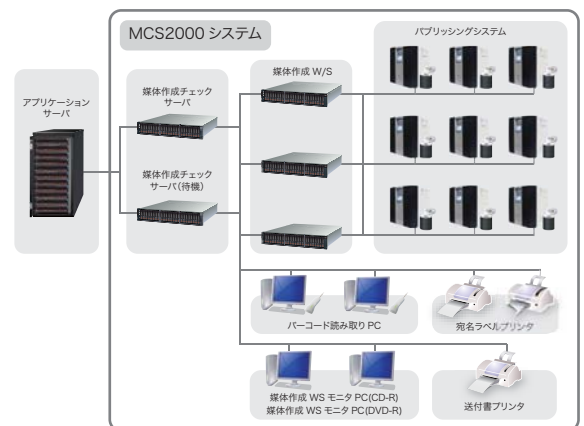 MCS2000 システム
パブリッシングシステム
媒体作成 W/S
媒体作成チェック
サーバ
アプリケーション
サーバ
媒体作成チェック
サーバ（待機）
バーコード読み取り PC
宛名ラベルプリンタ
媒体作成 WS モニタ PC(CD-R)
媒体作成 WS モニタ PC(DVD-R)
送付書プリンタ